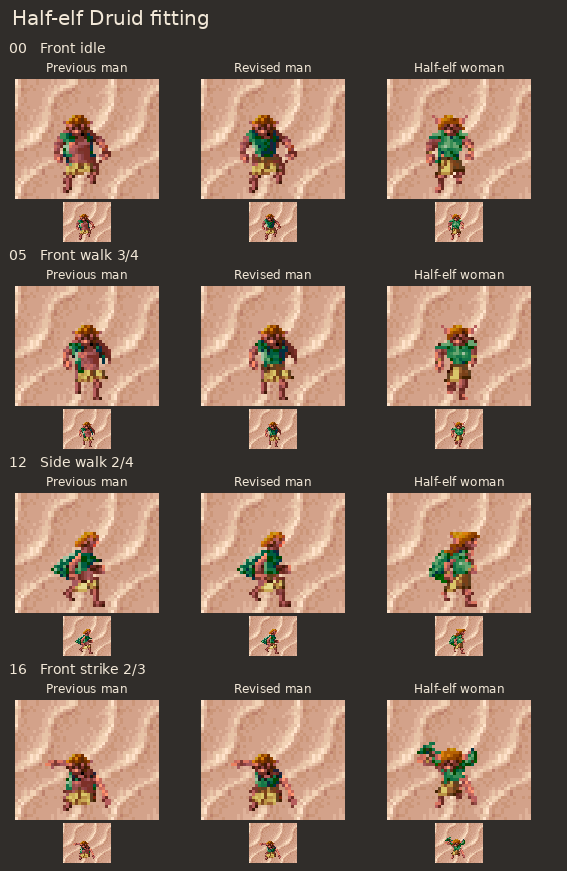 Half-elf Druid fitting
00 Front idle
Previous man Revised man Half-elf woman
05 Front walk 3/4
Previous man Revised man Half-elf woman
12 Side walk 2/4
Previous man Revised man Half-elf woman
16 Front strike 2/3
Previous man Revised man Half-elf woman